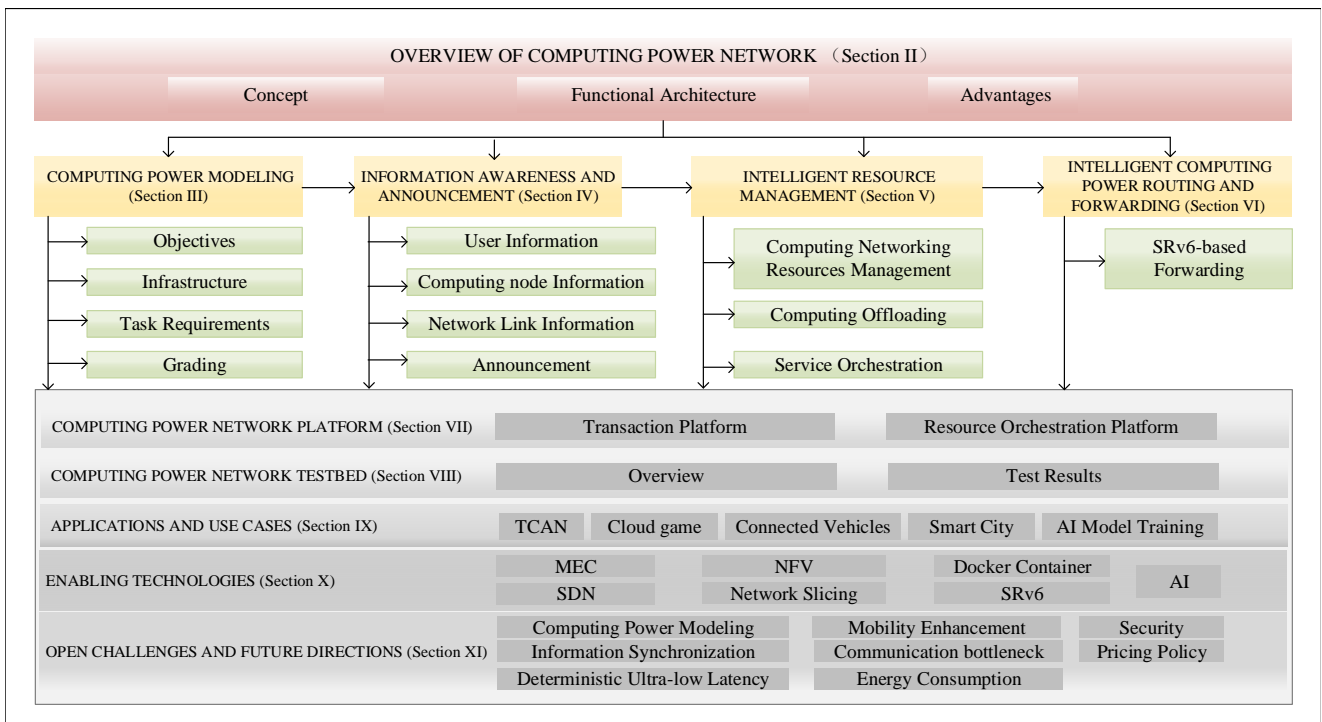 OVERVIEW OF COMPUTING POWER NETWORK （Section II）
Concept
Functional Architecture
Advantages
COMPUTING POWER MODELING
(Section III)
INFORMATION AWARENESS AND
ANNOUNCEMENT (Section IV)
INTELLIGENT RESOURCE
MANAGEMENT (Section V)
INTELLIGENT COMPUTING
POWER ROUTING AND
FORWARDING (Section VI)
Objectives
Infrastructure
Task Requirements
Grading
User Information
Computing node Information
Network Link Information
Announcement
Computing Networking
Resources Management
Computing Offloading
Service Orchestration
SRv6-based
Forwarding
COMPUTING POWER NETWORK PLATFORM (Section VII)
Transaction Platform
Resource Orchestration Platform
COMPUTING POWER NETWORK TESTBED (Section VIII)
Overview
Test Results
APPLICATIONS AND USE CASES (Section IX)
TCAN
Cloud game
Connected Vehicles
Smart City
AI Model Training
ENABLING TECHNOLOGIES (Section X)
MEC
NFV
Docker Container
AI
SDN
Network Slicing
SRv6
OPEN CHALLENGES AND FUTURE DIRECTIONS (Section XI)
Computing Power Modeling
Mobility Enhancement
Security
Information Synchronization
Communication bottleneck
Pricing Policy
Deterministic Ultra-low Latency
Energy Consumption